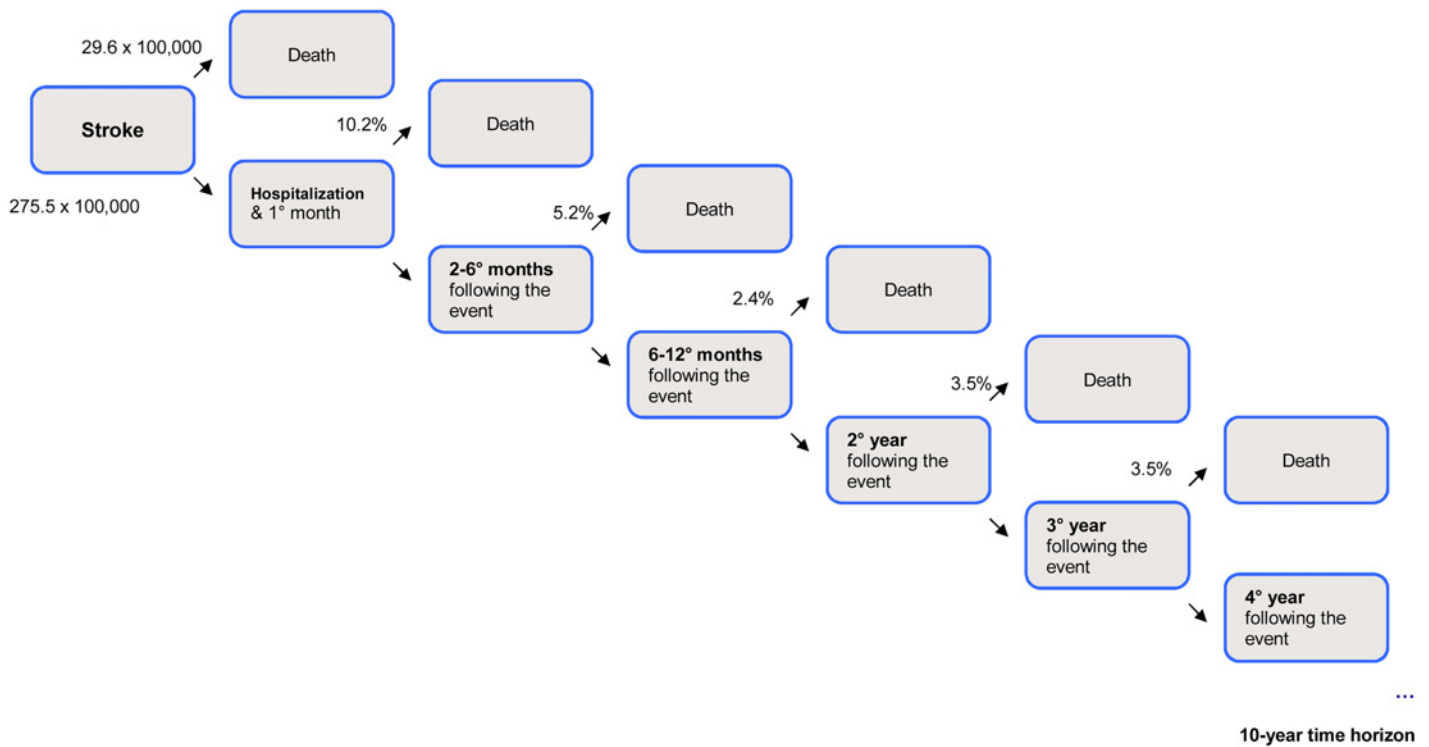 29.6 x 100,000
Death
Stroke
275.5 x 100,000
10.2%
Death
Hospitalization
& 1° month
5.2%
Death
2-6° months
following the
event
2.4%
Death
6-12° months
following the
event
3.5%
Death
2° year
following the
event
3.5%
Death
3° year
following the
event
4° year
following the
event
...
10-year time horizon